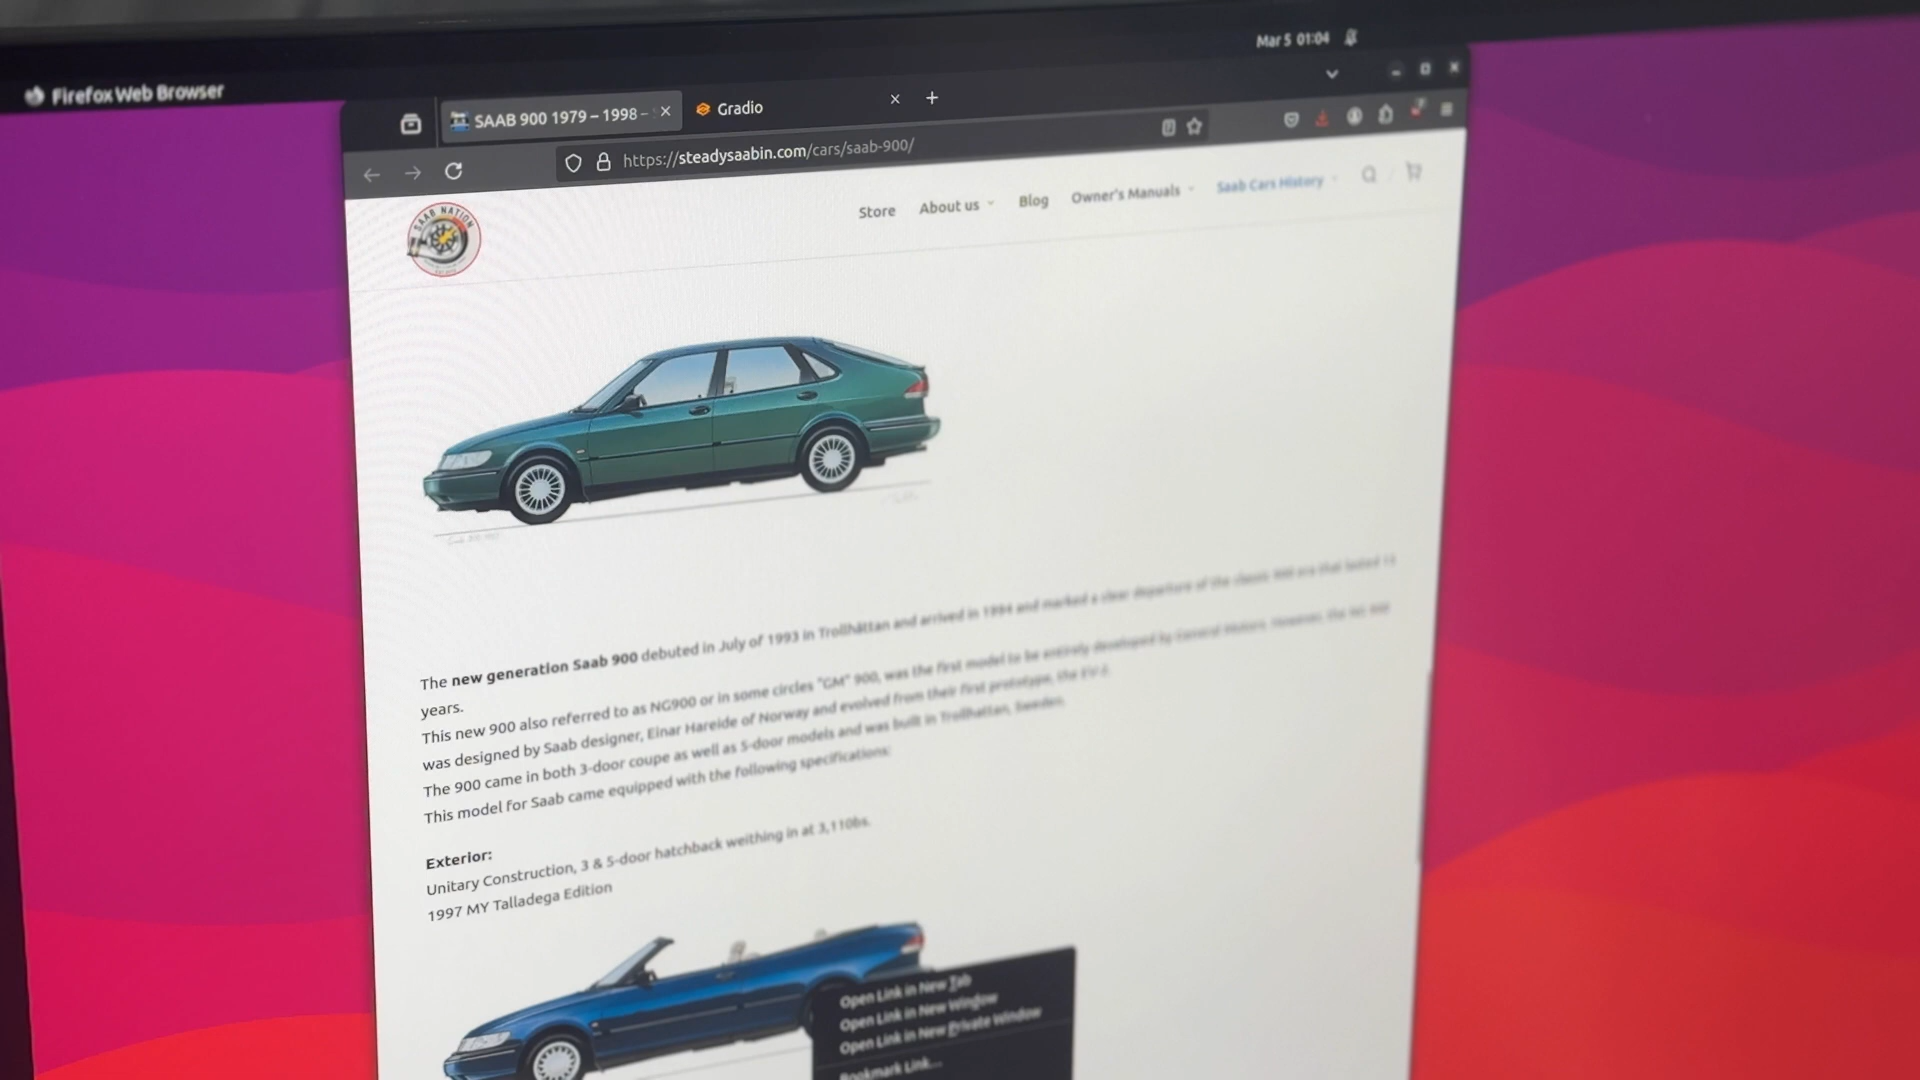 Mar 5 01:04
Firefox Web Browser
SAAB 900 1979 – 1998 –
Gradio
https://steadysaabin.com/cars/saab-900/
SAAB NATION
Store
About us
Blog
Owner's Manuals
Saab Cars History
The new generation Saab 900 debuted in July of 1993 in Trollhättan and arrived in 1994 and marked a clear departure of the classic 900 era that lasted 15
years.
This new 900 also referred to as NG900 or in some circles "GM" 900, was the first model to be entirely developed by General Motors. However, the
was designed by Saab designer, Einar Hareide of Norway and evolved from their first prototype, the
The 900 came in both 3-door coupe as well as 5-door models and was built in Trollhattan, Sweden.
This model for Saab came equipped with the following specifications:
Exterior:
Unitary Construction, 3 & 5-door hatchback weithing in at 3,110bs.
1997 MY Talladega Edition
Open Link in New Tab
Open Link in New Window
Open Link in New Private Window
Bookmark Link...